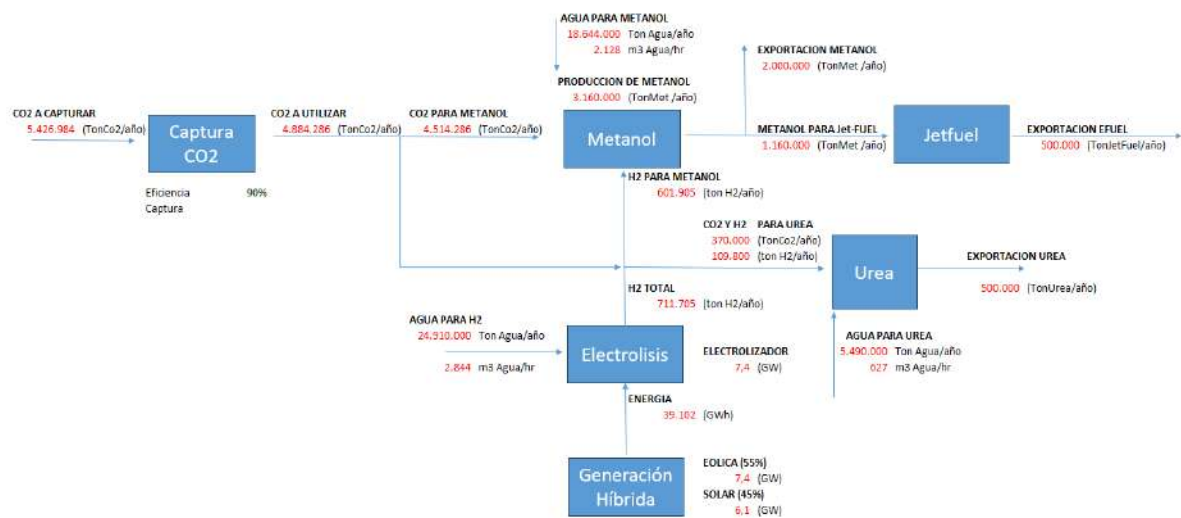 AGUA PARA METANOL
18.644.000 Ton Agua/año
2.128 m3 Agua/hr
EXPORTACION METANOL
2.000.000 (TonMet /año)
PRODUCCION DE METANOL
3.160.000 (TonMet /año)
CO2 A CAPTURAR
5.426.984 (TonCo2/año)
Captura
CO2
CO2 A UTILIZAR
4.884.286 (TonCo2/año)
CO2 PARA METANOL
4.514.286 (TonCo2/año)
Metanol
METANOL PARA Jet-FUEL
1.160.000 (TonMet /año)
Jetfuel
EXPORTACION EFUEL
500.000 (TonJetFuel/año)
Eficiencia 90%
Captura
H2 PARA METANOL
601.905 (ton H2/año)
CO2 Y H2 PARA UREA
370.000 (TonCo2/año)
109.800 (ton H2/año)
Urea
EXPORTACION UREA
500.000 (TonUrea/año)
H2 TOTAL
711.705 (ton H2/año)
AGUA PARA H2
24.910.000 Ton Agua/año
2.844 m3 Agua/hr
Electrolisis
ELECTROLIZADOR
7,4 (GW)
AGUA PARA UREA
5.490.000 Ton Agua/año
627 m3 Agua/hr
ENERGIA
39.102 (GWh)
Generación
Híbrida
EOLICA (55%)
7,4 (GW)
SOLAR (45%)
6,1 (GW)